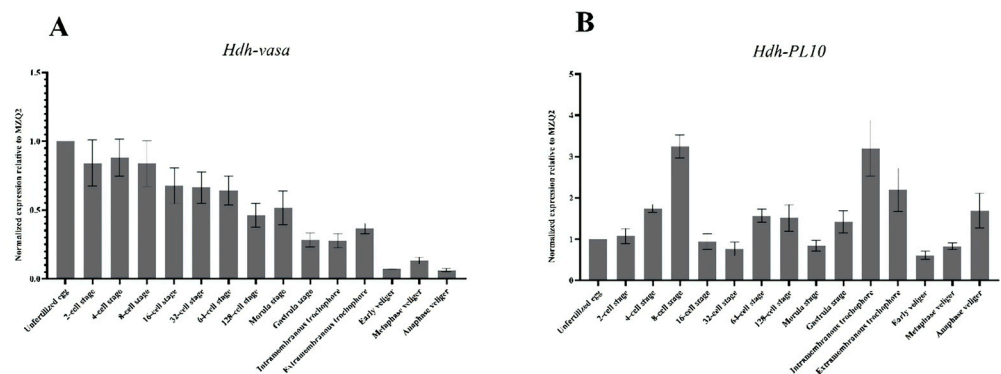 A
Hdh-vasa
Normalized expression relative to MZQ2
1.5
1.0
0.5
0.0
Unfertilized egg
2-cell stage
4-cell stage
8-cell stage
16-cell stage
32-cell stage
64-cell stage
128-cell stage
Morula stage
Gastrula stage
Intramembranous trochophore
Extramembranous trochophore
Early veliger
Metaphase veliger
Anaphase veliger
B
Hdh-PL10
Normalized expression relative to MZQ2
5
4
3
2
1
0
Unfertilized egg
2-cell stage
4-cell stage
8-cell stage
16-cell stage
32-cell stage
64-cell stage
128-cell stage
Morula stage
Gastrula stage
Intramembranous trochophore
Extramembranous trochophore
Early veliger
Metaphase veliger
Anaphase veliger